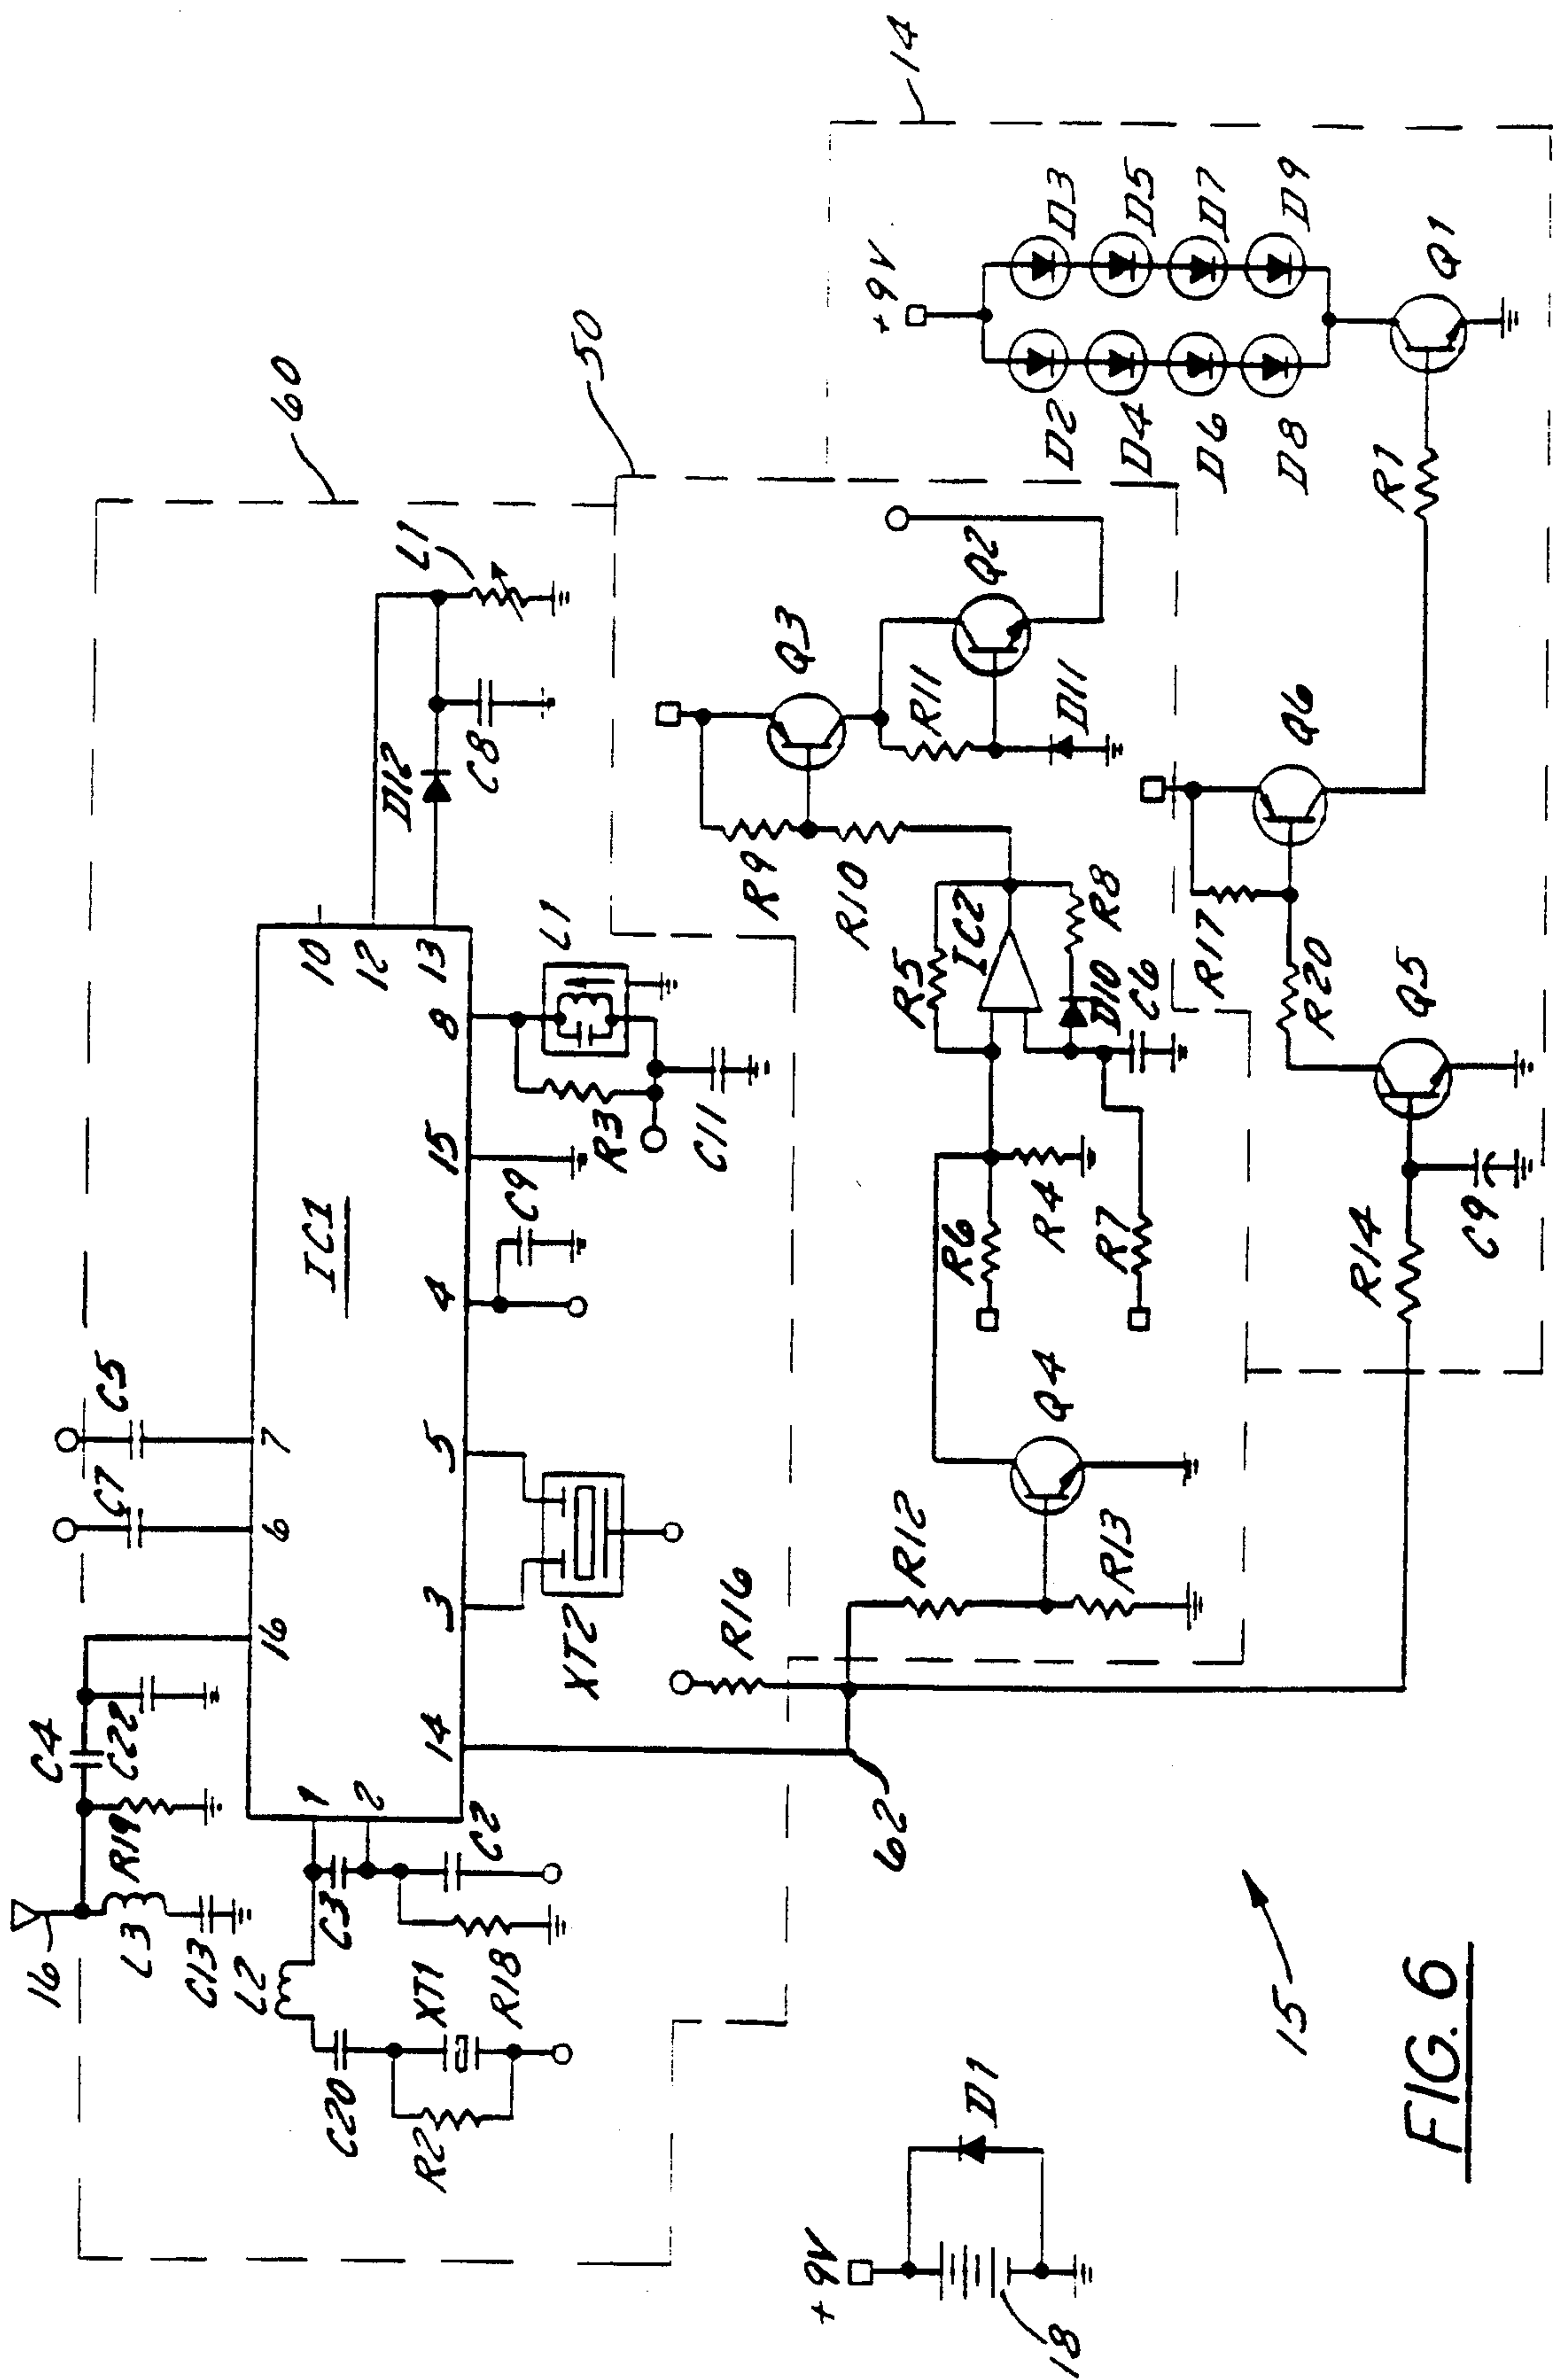 16
L3
C13
R19
C4
C22
C7
C5
60
16
6
7
1
2
IC1
10
12
13
14
3
5
4
15
8
L2
C20
R2
XT1
R18
C3
C2
XT2
C9
R3
L1
C11
D12
C8
L1
50
62
R16
R12
R13
Q4
R6
R4
R7
R5
IC2
R8
D10
C6
R9
R10
Q3
R11
D11
Q2
14
+9V
D3
D5
D7
D9
D2
D4
D6
D8
Q1
R1
Q6
R17
R20
Q5
R14
C9
+9V
18
D1
15
FIG. 6